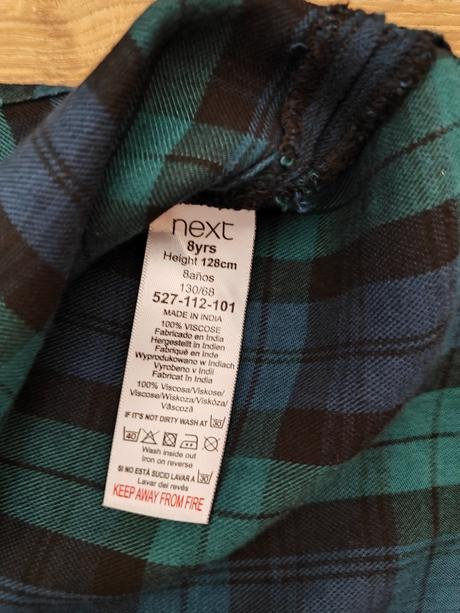 next
8yrs
Height 128cm
8años
130/68
527-112-101
MADE IN INDIA
100% VISCOSE
Fabricado en India
Hergestellt in Indien
Fabriqué en Inde
Wyprodukowano w Indiach
Vyrobeno v Indii
Fabricat în India
100% Viscosa/Viskose/
Viscose/Wiskoza/Viskóza/
Vâscoză
IF IT'S NOT DIRTY WASH AT 30
40
Wash inside out
Iron on reverse
SI NO ESTÁ SUCIO LAVAR A 30
Lavar del revés
KEEP AWAY FROM FIRE